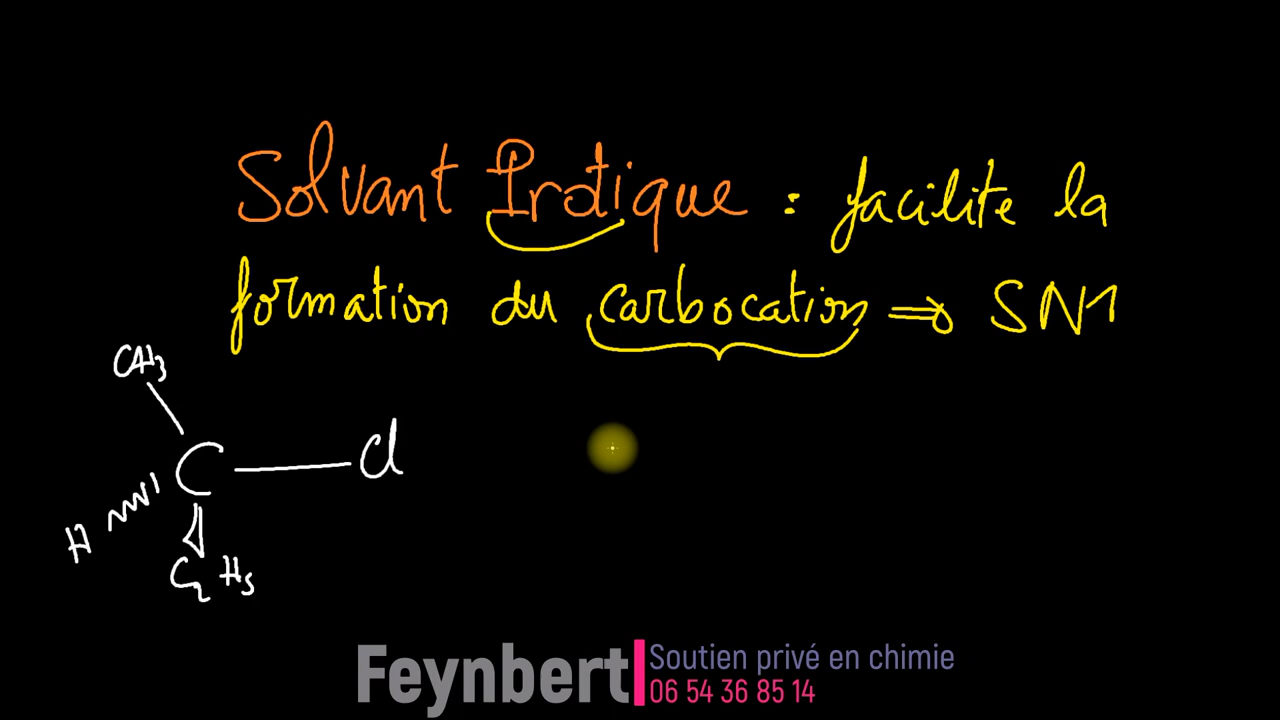 Solvant Protique : facilite la
formation du carbocation ⇒ SN1
CH3
C — Cl
H
C2H5
Feynbert
Soutien privé en chimie
06 54 36 85 14